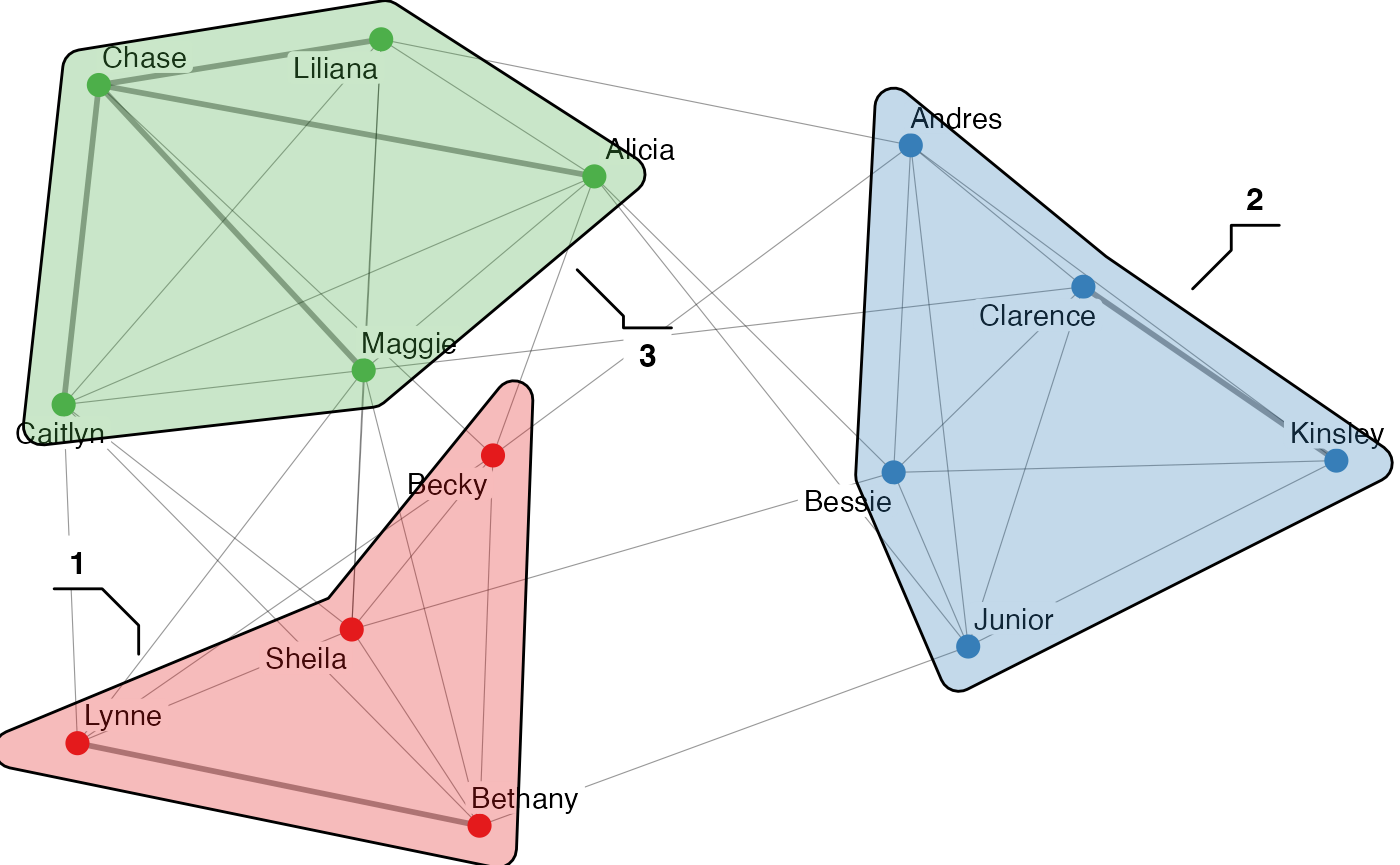 Chase
Liliana
Andres
Alicia
2
Clarence
Maggie
3
Caitlyn
Kinsley
Becky
Bessie
1
Junior
Sheila
Lynne
Bethany